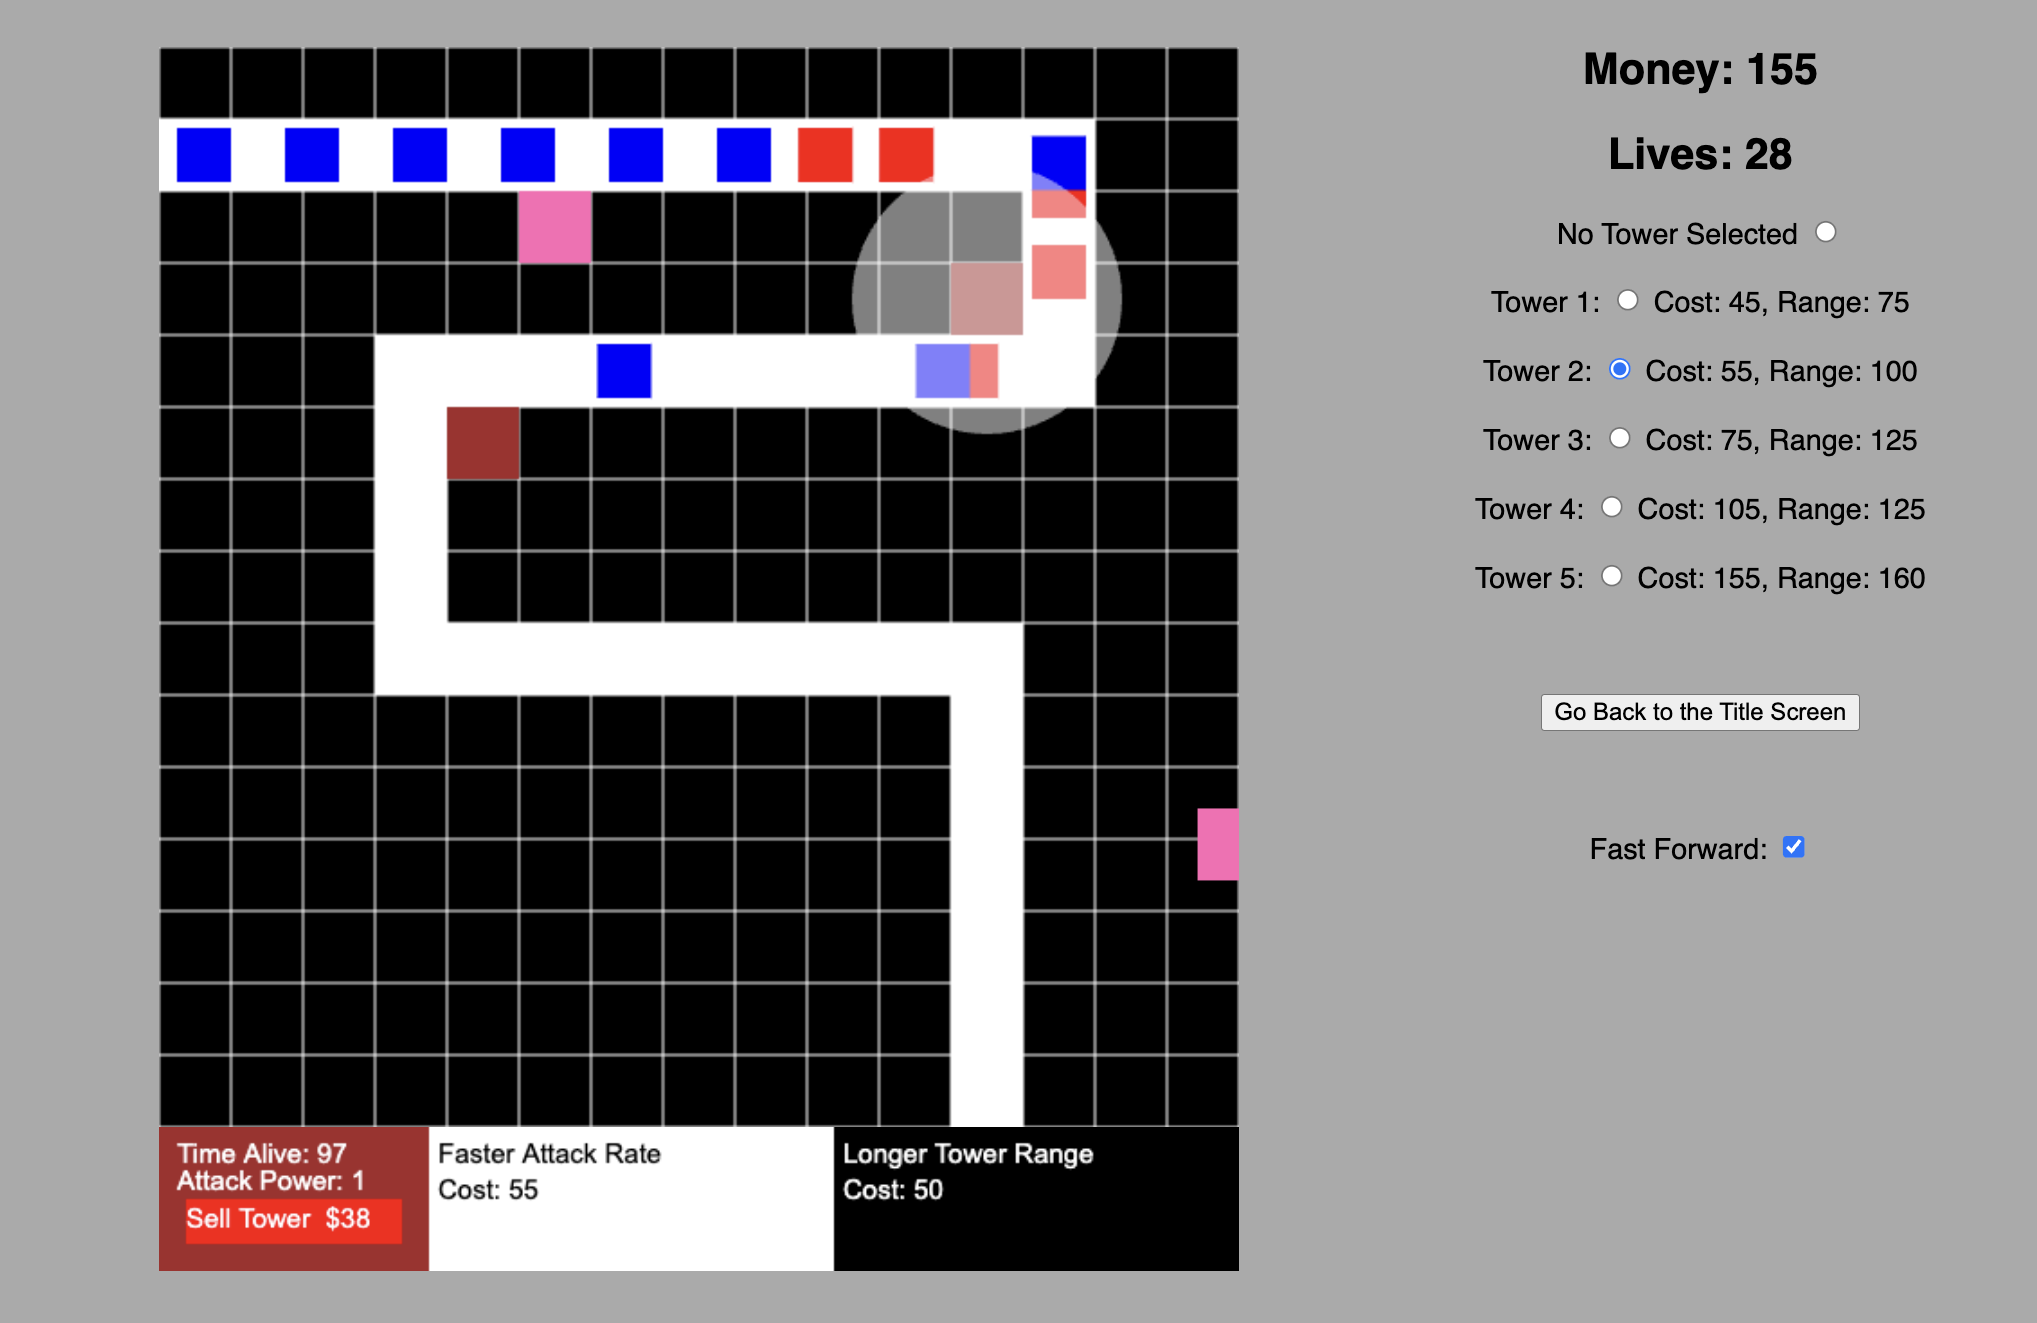 Money: 155
Lives: 28
No Tower Selected
Tower 1: Cost: 45, Range: 75
Tower 2: Cost: 55, Range: 100
Tower 3: Cost: 75, Range: 125
Tower 4: Cost: 105, Range: 125
Tower 5: Cost: 155, Range: 160
Go Back to the Title Screen
Fast Forward:
Time Alive: 97
Attack Power: 1
Sell Tower $38
Faster Attack Rate
Cost: 55
Longer Tower Range
Cost: 50